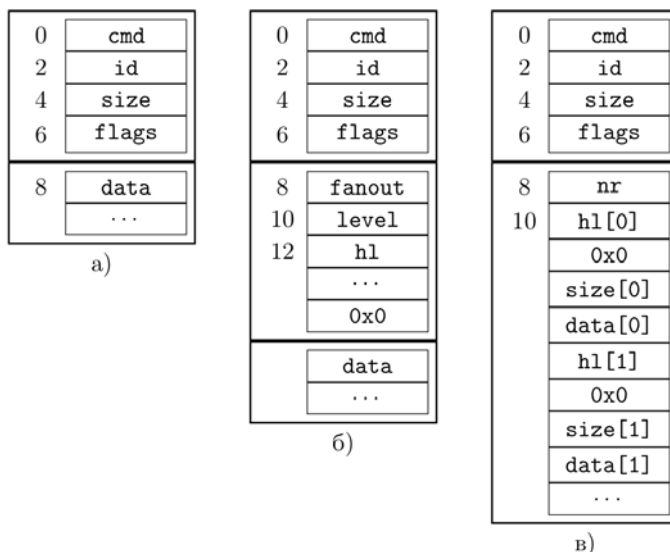 0 cmd
2 id
4 size
6 flags
8 data
...
а)
0 cmd
2 id
4 size
6 flags
8 fanout
10 level
12 hl
...
0x0
data
...
б)
0 cmd
2 id
4 size
6 flags
8 nr
10 hl[0]
0x0
size[0]
data[0]
hl[1]
0x0
size[1]
data[1]
...
в)